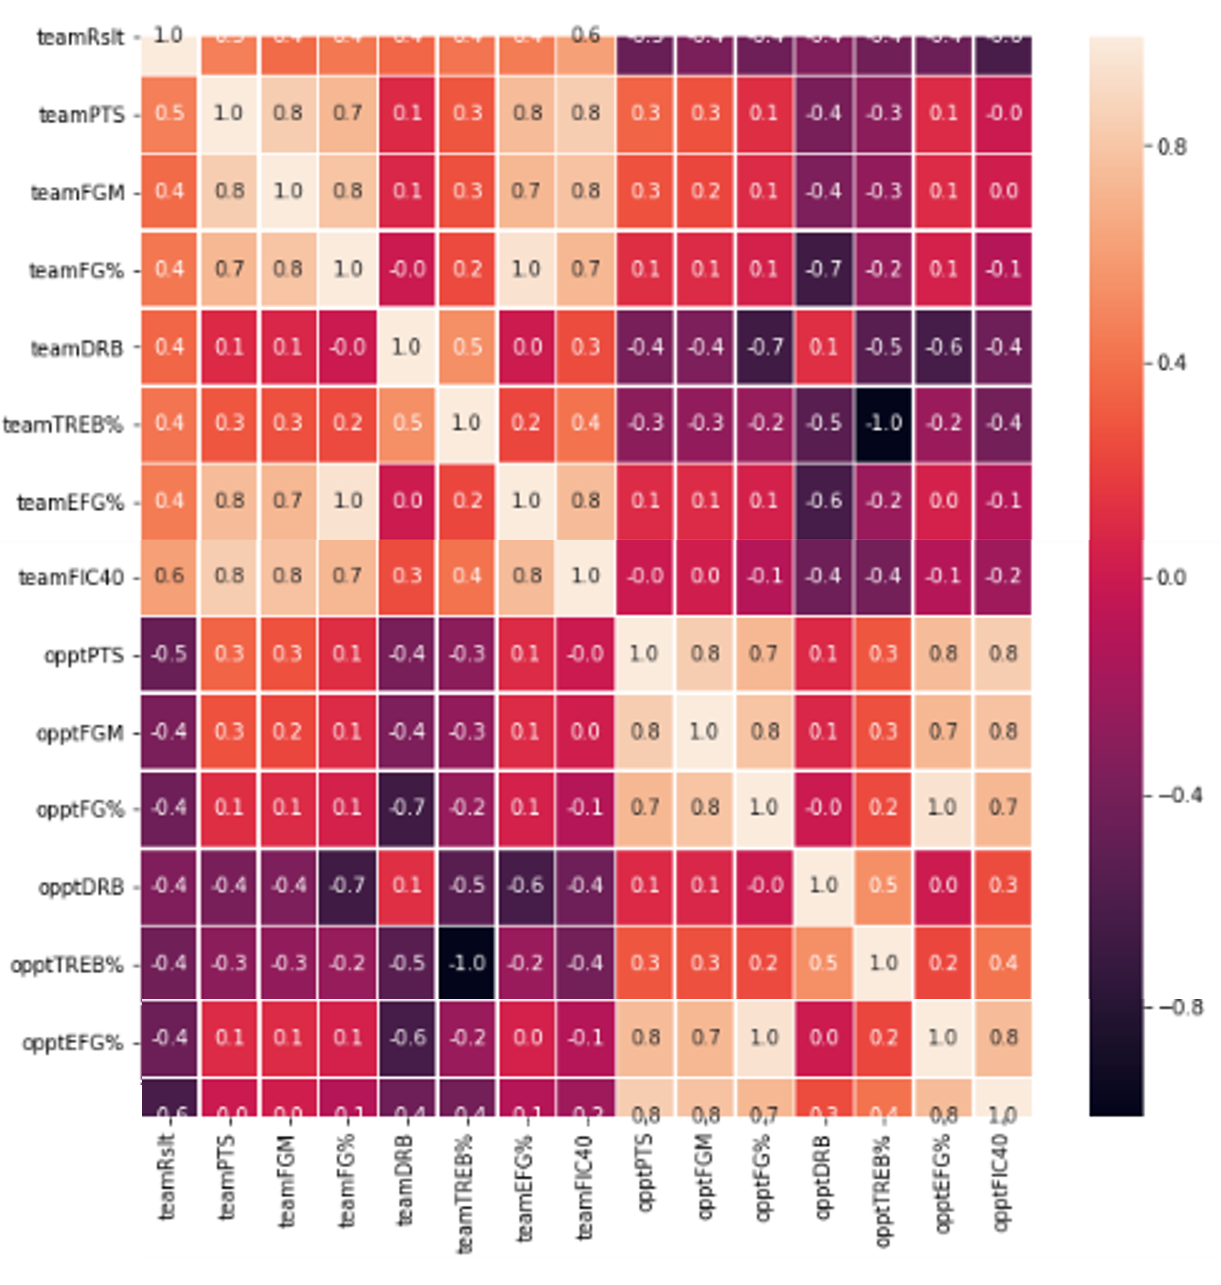 teamRslt 1.0 0.6
teamPTS 0.5 1.0 0.8 0.7 0.1 0.3 0.8 0.8 0.3 0.3 0.1 -0.4 -0.3 0.1 -0.0
0.8
teamFGM 0.4 0.8 1.0 0.8 0.1 0.3 0.7 0.8 0.3 0.2 0.1 -0.4 -0.3 0.1 0.0
teamFG% 0.4 0.7 0.8 1.0 -0.0 0.2 1.0 0.7 0.1 0.1 0.1 -0.7 -0.2 0.1 -0.1
teamDRB 0.4 0.1 0.1 -0.0 1.0 0.5 0.0 0.3 -0.4 -0.4 -0.7 0.1 -0.5 -0.6 -0.4
0.4
teamTREB% 0.4 0.3 0.3 0.2 0.5 1.0 0.2 0.4 -0.3 -0.3 -0.2 -0.5 -1.0 -0.2 -0.4
teamEFG% 0.4 0.8 0.7 1.0 0.0 0.2 1.0 0.8 0.1 0.1 0.1 -0.6 -0.2 0.0 -0.1
teamFIC40 0.6 0.8 0.8 0.7 0.3 0.4 0.8 1.0 -0.0 0.0 -0.1 -0.4 -0.4 -0.1 -0.2
0.0
opptPTS -0.5 0.3 0.3 0.1 -0.4 -0.3 0.1 -0.0 1.0 0.8 0.7 0.1 0.3 0.8 0.8
opptFGM -0.4 0.3 0.2 0.1 -0.4 -0.3 0.1 0.0 0.8 1.0 0.8 0.1 0.3 0.7 0.8
−0.4
opptFG% -0.4 0.1 0.1 0.1 -0.7 -0.2 0.1 -0.1 0.7 0.8 1.0 -0.0 0.2 1.0 0.7
opptDRB -0.4 -0.4 -0.4 -0.7 0.1 -0.5 -0.6 -0.4 0.1 0.1 -0.0 1.0 0.5 0.0 0.3
opptTREB% -0.4 -0.3 -0.3 -0.2 -0.5 -1.0 -0.2 -0.4 0.3 0.3 0.2 0.5 1.0 0.2 0.4
−0.8
opptEFG% -0.4 0.1 0.1 0.1 -0.6 -0.2 0.0 -0.1 0.8 0.7 1.0 0.0 0.2 1.0 0.8
0.8 0.8 0.7 0.8 1.0
teamRslt
teamPTS
teamFGM
teamFG%
teamDRB
teamTREB%
teamEFG%
teamFIC40
opptPTS
opptFGM
opptFG%
opptDRB
opptTREB%
opptEFG%
opptFIC40